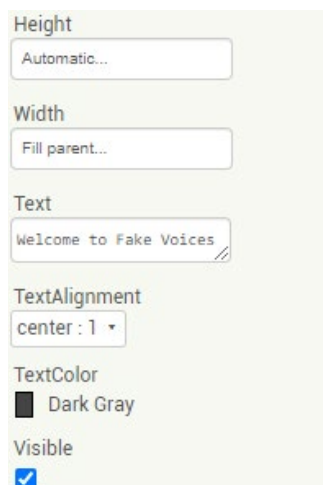 Height
Automatic...
Width
Fill parent...
Text
Welcome to Fake Voices
TextAlignment
center : 1
TextColor
Dark Gray
Visible